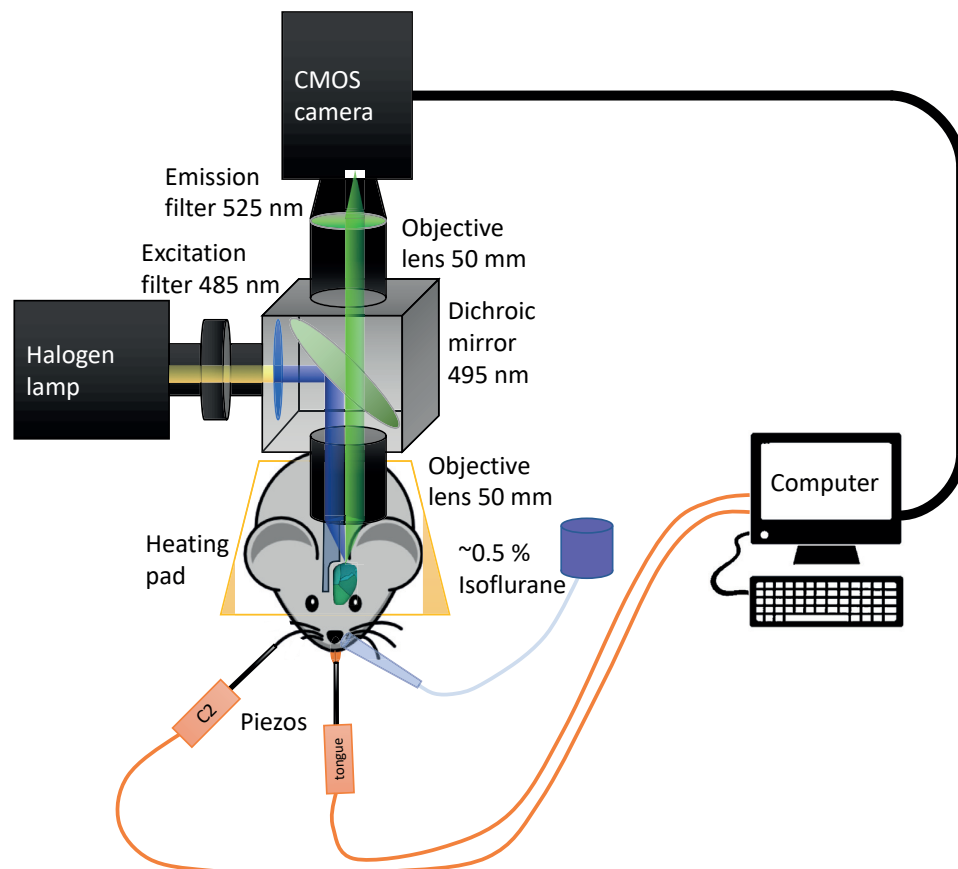 CMOS
camera
Emission
filter 525 nm
Objective
lens 50 mm
Excitation
filter 485 nm
Dichroic
mirror
495 nm
Halogen
lamp
Objective
lens 50 mm
Computer
Heating
pad
~0.5 %
Isoflurane
C2
Piezos
tongue